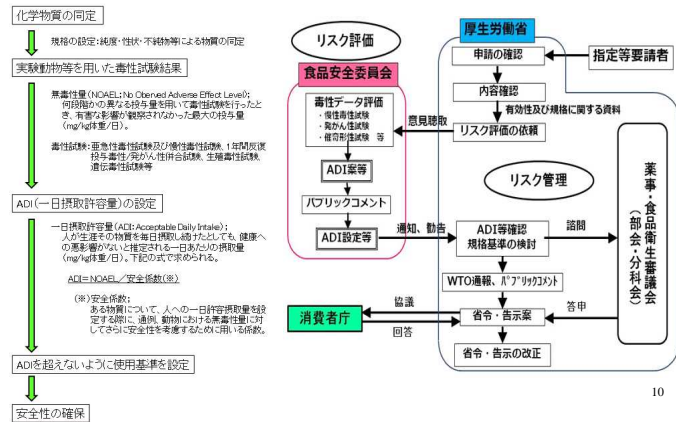 化学物質の同定
規格の設定:純度・性状・不純物等による物質の同定
実験動物等を用いた毒性試験結果
無毒性量(NOAEL;No Oberved Adverse Effect Level);
何段階かの異なる投与量を用いて毒性試験を行ったと
き、有害な影響が観察されなかった最大の投与量
(mg/kg体重/日)。
毒性試験:亜急性毒性試験及び慢性毒性試験、1年間反復
投与毒性/発がん性併合試験、生殖毒性試験、
遺伝毒性試験等
ADI(一日摂取許容量)の設定
一日摂取許容量(ADI:Acceptable Daily Intake);
人が生涯その物質を毎日摂取し続けたとしても、健康へ
の悪影響がないと推定される一日あたりの摂取量
(mg/kg体重/日)。下記の式で求められる。
ADI=NOAEL/安全係数(※)
(※)安全係数;
ある物質について、人への一日許容摂取量を設
定する際に、通例、動物における無毒性量に対
してさらに安全性を考慮するために用いる係数。
ADIを超えないように使用基準を設定
安全性の確保
リスク評価
食品安全委員会
毒性データ評価
・慢性毒性試験
・発がん性試験
・催奇形性試験 等
ADI案等
パブリックコメント
ADI設定等
意見聴取
通知、勧告
厚生労働省
申請の確認
指定等要請者
内容確認
有効性及び規格に関する資料
リスク評価の依頼
リスク管理
ADI等確認
規格基準の検討
諮問
WTO通報、パブリックコメント
省令・告示案
答申
省令・告示の改正
薬事・食品衛生審議会
(部会・分科会)
消費者庁
協議
回答
10